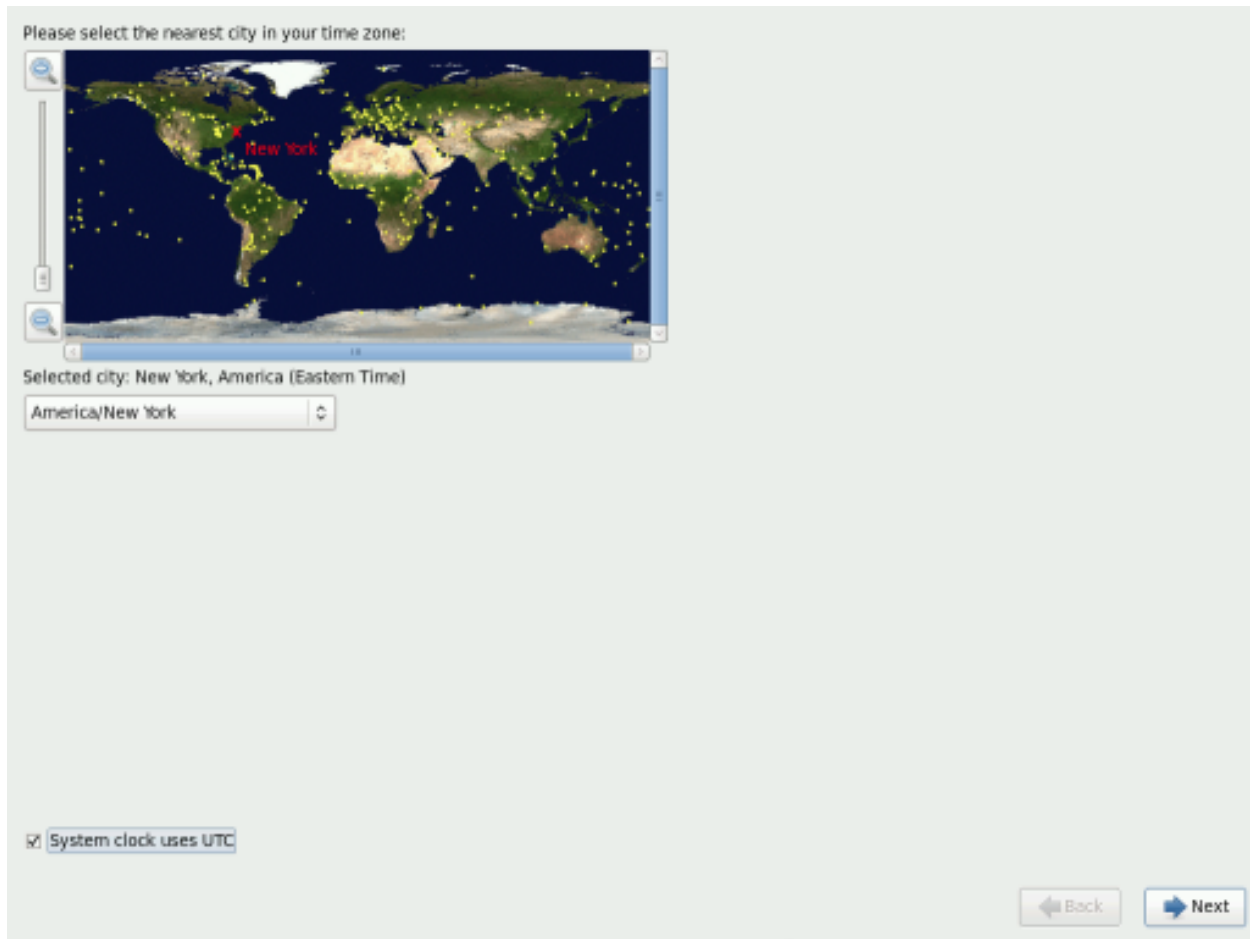 Please select the nearest city in your time zone:
New York
Selected city: New York, America (Eastern Time)
America/New York
System clock uses UTC
Back
Next